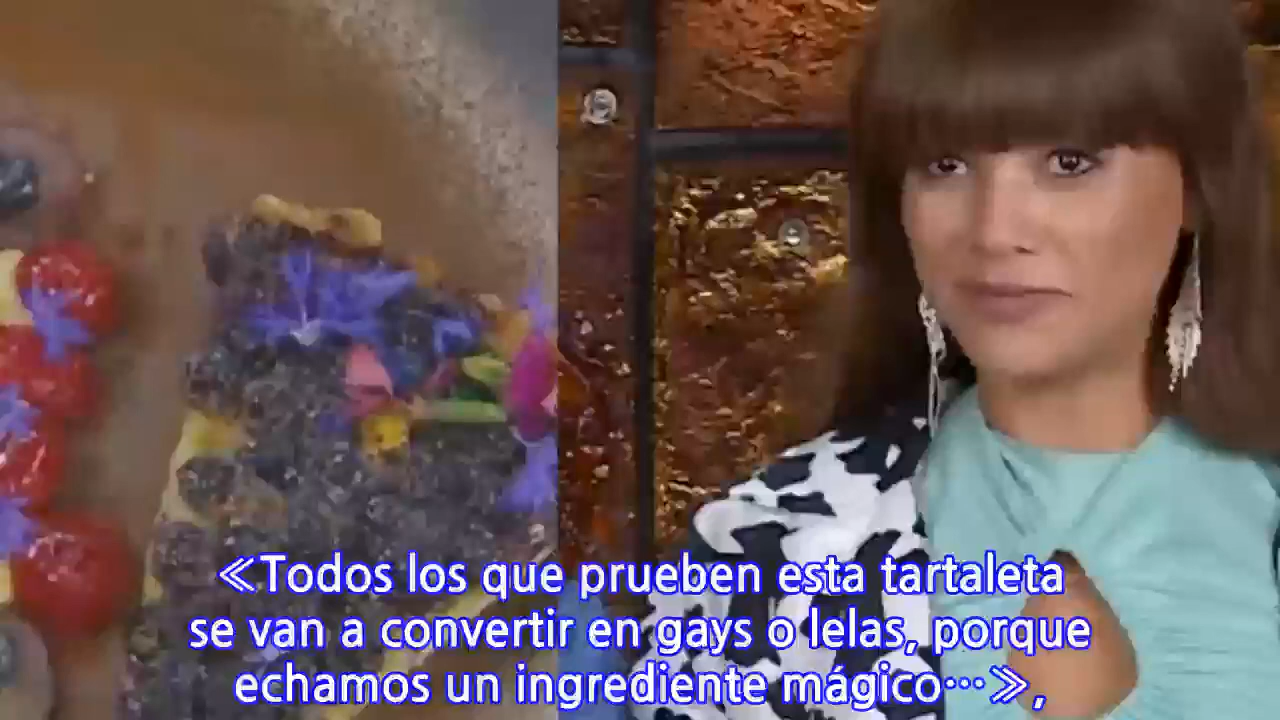 ≪Todos los que prueben esta tartaleta
se van a convertir en gays o lelas, porque
echamos un ingrediente mágico…≫,